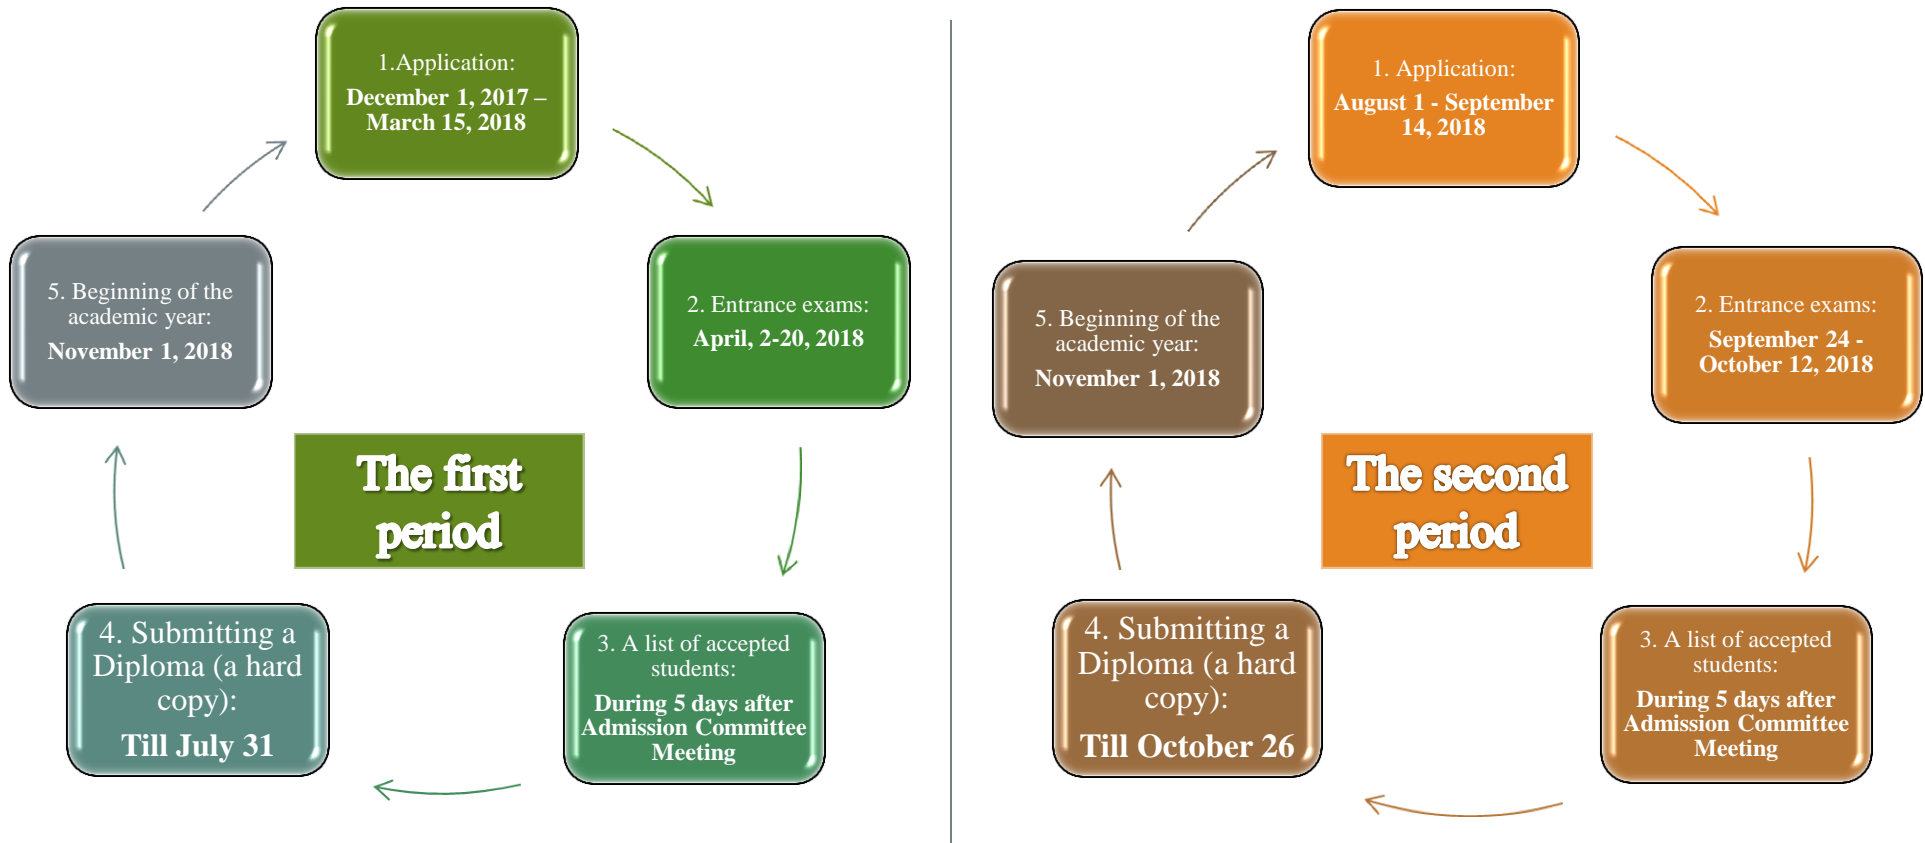 1.Application:
December 1, 2017 –
March 15, 2018
2. Entrance exams:
April, 2-20, 2018
3. A list of accepted
students:
During 5 days after
Admission Committee
Meeting
4. Submitting a
Diploma (a hard
copy):
Till July 31
5. Beginning of the
academic year:
November 1, 2018
The first
period
1. Application:
August 1 - September
14, 2018
2. Entrance exams:
September 24 -
October 12, 2018
3. A list of accepted
students:
During 5 days after
Admission Committee
Meeting
4. Submitting a
Diploma (a hard
copy):
Till October 26
5. Beginning of the
academic year:
November 1, 2018
The second
period